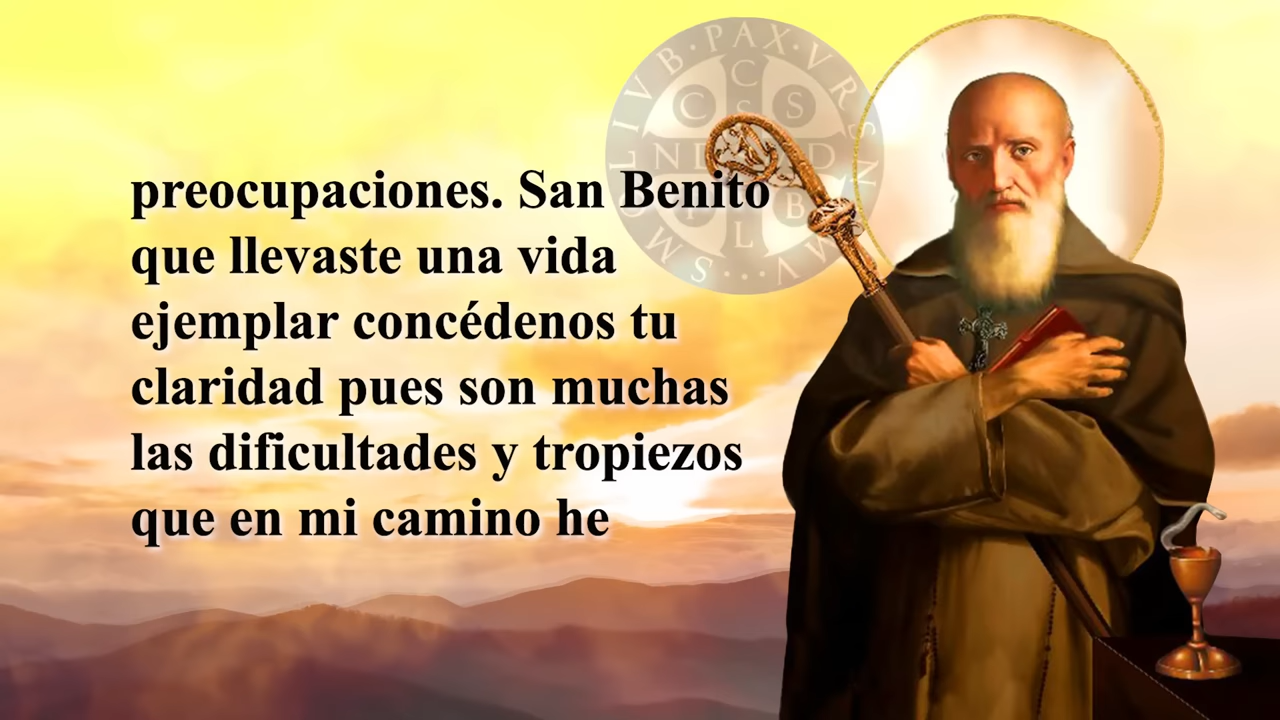 preocupaciones. San Benito
que llevaste una vida
ejemplar concédenos tu
claridad pues son muchas
las dificultades y tropiezos
que en mi camino he
PAX